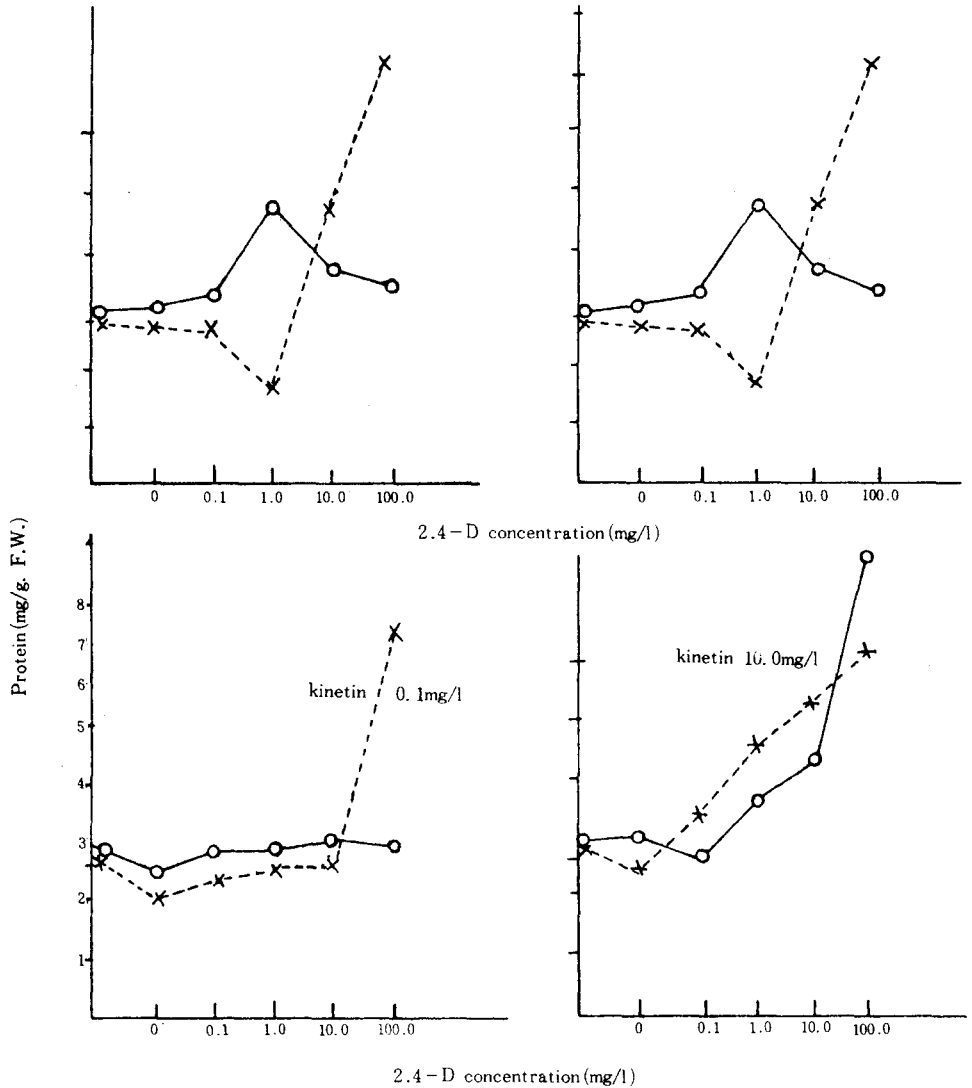 0 0.1 1.0 10.0 100.0
0 0.1 1.0 10.0 100.0
2.4-D concentration(mg/l)
Protein(mg/g. F.W.)
8
7
6
5
4
3
2
1
kinetin 0.1mg/l
kinetin 10.0mg/l
0 0.1 1.0 10.0 100.0
0 0.1 1.0 10.0 100.0
2.4-D concentration(mg/l)